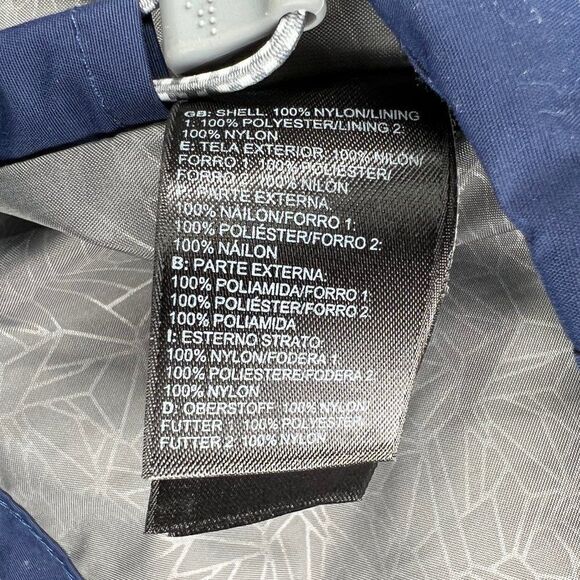 GB: SHELL. 100% NYLON/LINING
1: 100% POLYESTER/LINING 2:
100% NYLON
E: TELA EXTERIOR. 100% NILÓN/
FORRO 1: 100% POLIÉSTER/
FORRO 2: 100% NILÓN
P: PARTE EXTERNA.
100% NÁILON/FORRO 1:
100% POLIÉSTER/FORRO 2:
100% NÁILON
B: PARTE EXTERNA.
100% POLIAMIDA/FORRO 1:
100% POLIÉSTER/FORRO 2:
100% POLIAMIDA
I: ESTERNO STRATO.
100% NYLON/FODERA 1:
100% POLIESTERE/FODERA 2:
100% NYLON
D: OBERSTOFF. 100% NYLON/
FUTTER 100% POLYESTER
FUTTER 2: 100% NYLON